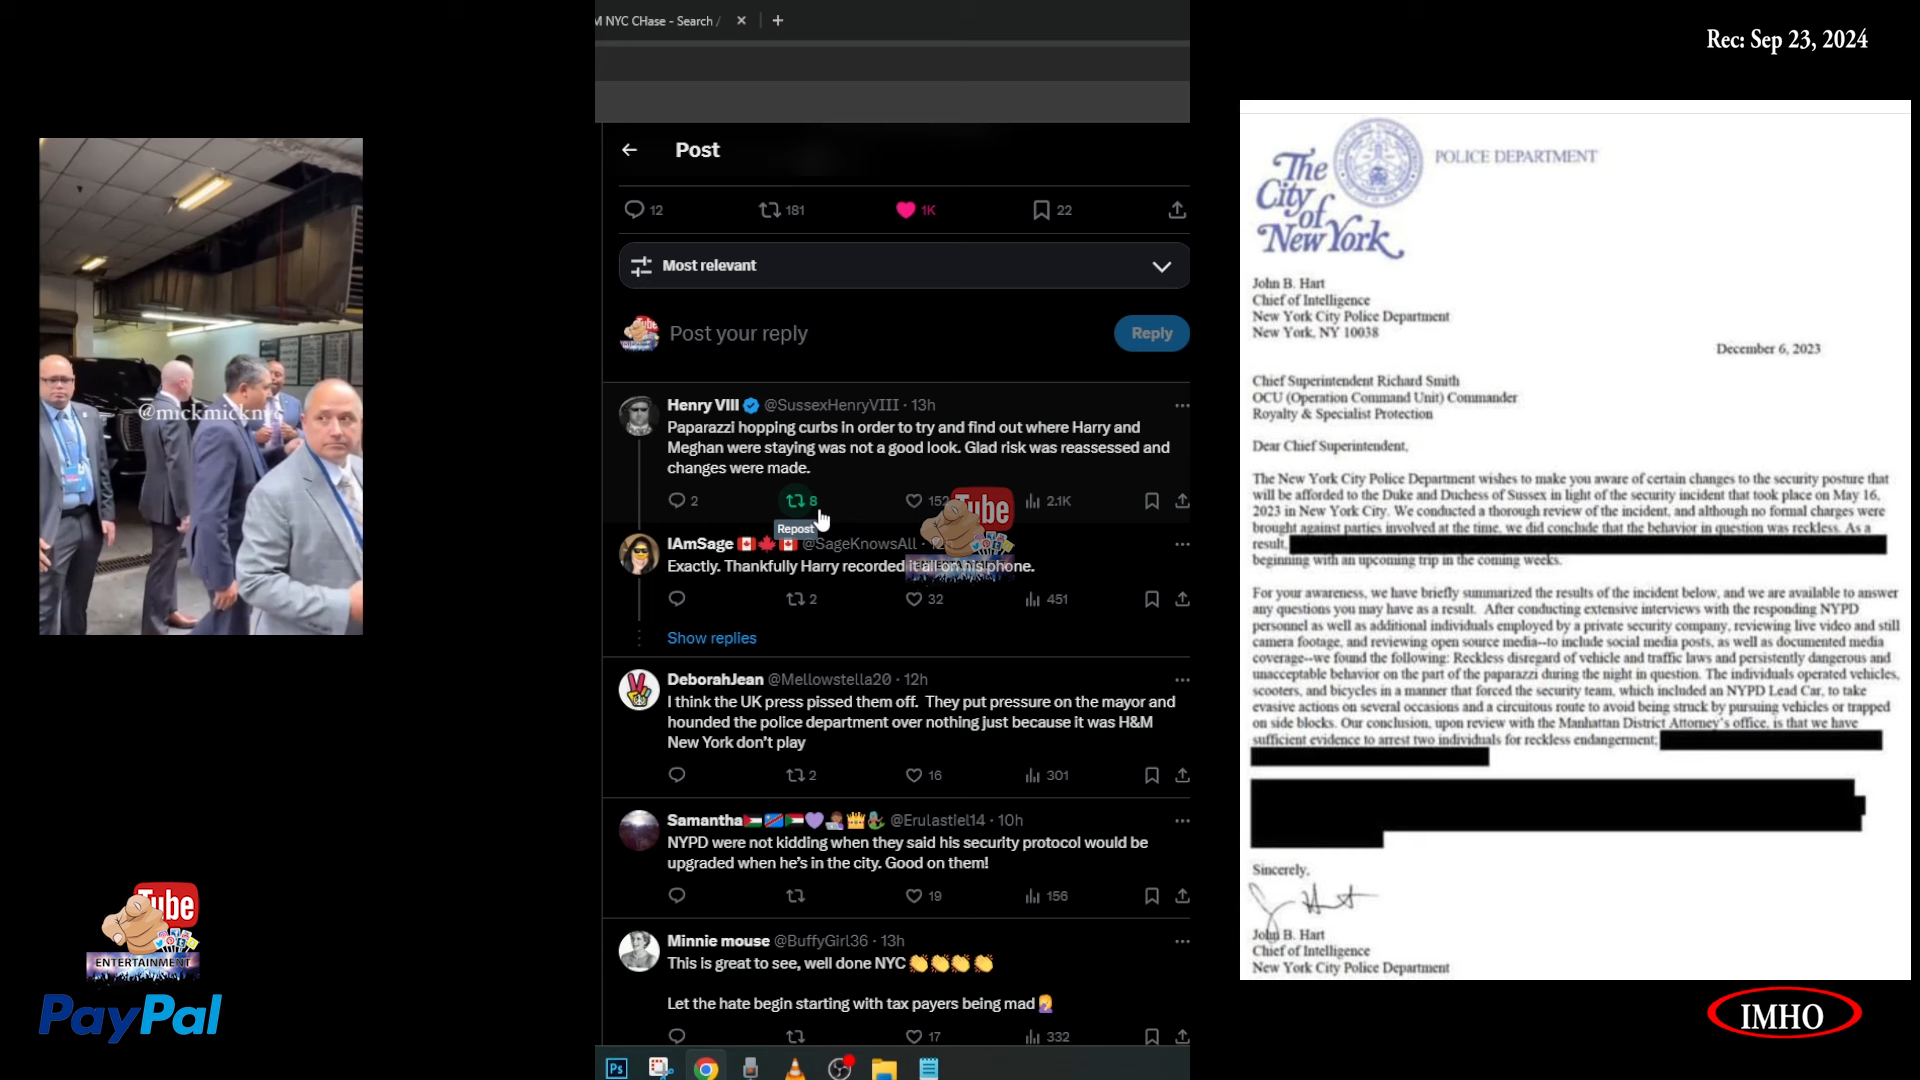 M NYC CHase - Search /
Rec: Sep 23, 2024
@mickmicknyc
Post
12
181
1K
22
Most relevant
Post your reply
Reply
Henry VIII @SussexHenryVIII · 13h
Paparazzi hopping curbs in order to try and find out where Harry and
Meghan were staying was not a good look. Glad risk was reassessed and
changes were made.
2
8
152
2.1K
Repost
IAmSage @SageKnowsAll
Exactly. Thankfully Harry recorded it all on his phone.
2
32
451
Show replies
DeborahJean @Mellowstella20 · 12h
I think the UK press pissed them off. They put pressure on the mayor and
hounded the police department over nothing just because it was H&M
New York don't play
2
16
301
Samantha @Erulastiel14 · 10h
NYPD were not kidding when they said his security protocol would be
upgraded when he's in the city. Good on them!
19
156
Minnie mouse @BuffyGirl36 · 13h
This is great to see, well done NYC 👏👏👏👏
Let the hate begin starting with tax payers being mad
17
332
Ps
Tube
ENTERTAINMENT
PayPal
Tube
The City of New York
POLICE DEPARTMENT
John B. Hart
Chief of Intelligence
New York City Police Department
New York, NY 10038
December 6, 2023
Chief Superintendent Richard Smith
OCU (Operation Command Unit) Commander
Royalty & Specialist Protection
Dear Chief Superintendent,
The New York City Police Department wishes to make you aware of certain changes to the security posture that
will be afforded to the Duke and Duchess of Sussex in light of the security incident that took place on May 16,
2023 in New York City. We conducted a thorough review of the incident, and although no formal charges were
brought against parties involved at the time, we did conclude that the behavior in question was reckless. As a
result,
beginning with an upcoming trip in the coming weeks.
For your awareness, we have briefly summarized the results of the incident below, and we are available to answer
any questions you may have as a result. After conducting extensive interviews with the responding NYPD
personnel as well as additional individuals employed by a private security company, reviewing live video and still
camera footage, and reviewing open source media--to include social media posts, as well as documented media
coverage--we found the following: Reckless disregard of vehicle and traffic laws and persistently dangerous and
unacceptable behavior on the part of the paparazzi during the night in question. The individuals operated vehicles,
scooters, and bicycles in a manner that forced the security team, which included an NYPD Lead Car, to take
evasive actions on several occasions and a circuitous route to avoid being struck by pursuing vehicles or trapped
on side blocks. Our conclusion, upon review with the Manhattan District Attorney's office, is that we have
sufficient evidence to arrest two individuals for reckless endangerment;
Sincerely,
John B. Hart
Chief of Intelligence
New York City Police Department
IMHO